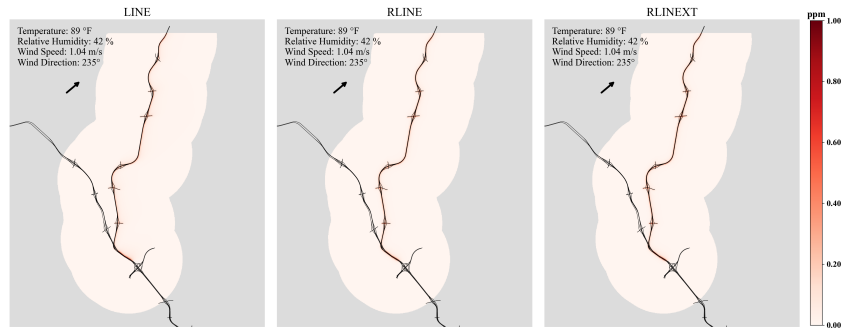 LINE
Temperature: 89 °F
Relative Humidity: 42 %
Wind Speed: 1.04 m/s
Wind Direction: 235°
RLINE
Temperature: 89 °F
Relative Humidity: 42 %
Wind Speed: 1.04 m/s
Wind Direction: 235°
RLINEXT
Temperature: 89 °F
Relative Humidity: 42 %
Wind Speed: 1.04 m/s
Wind Direction: 235°
ppm
1.00
0.80
0.60
0.40
0.20
0.00